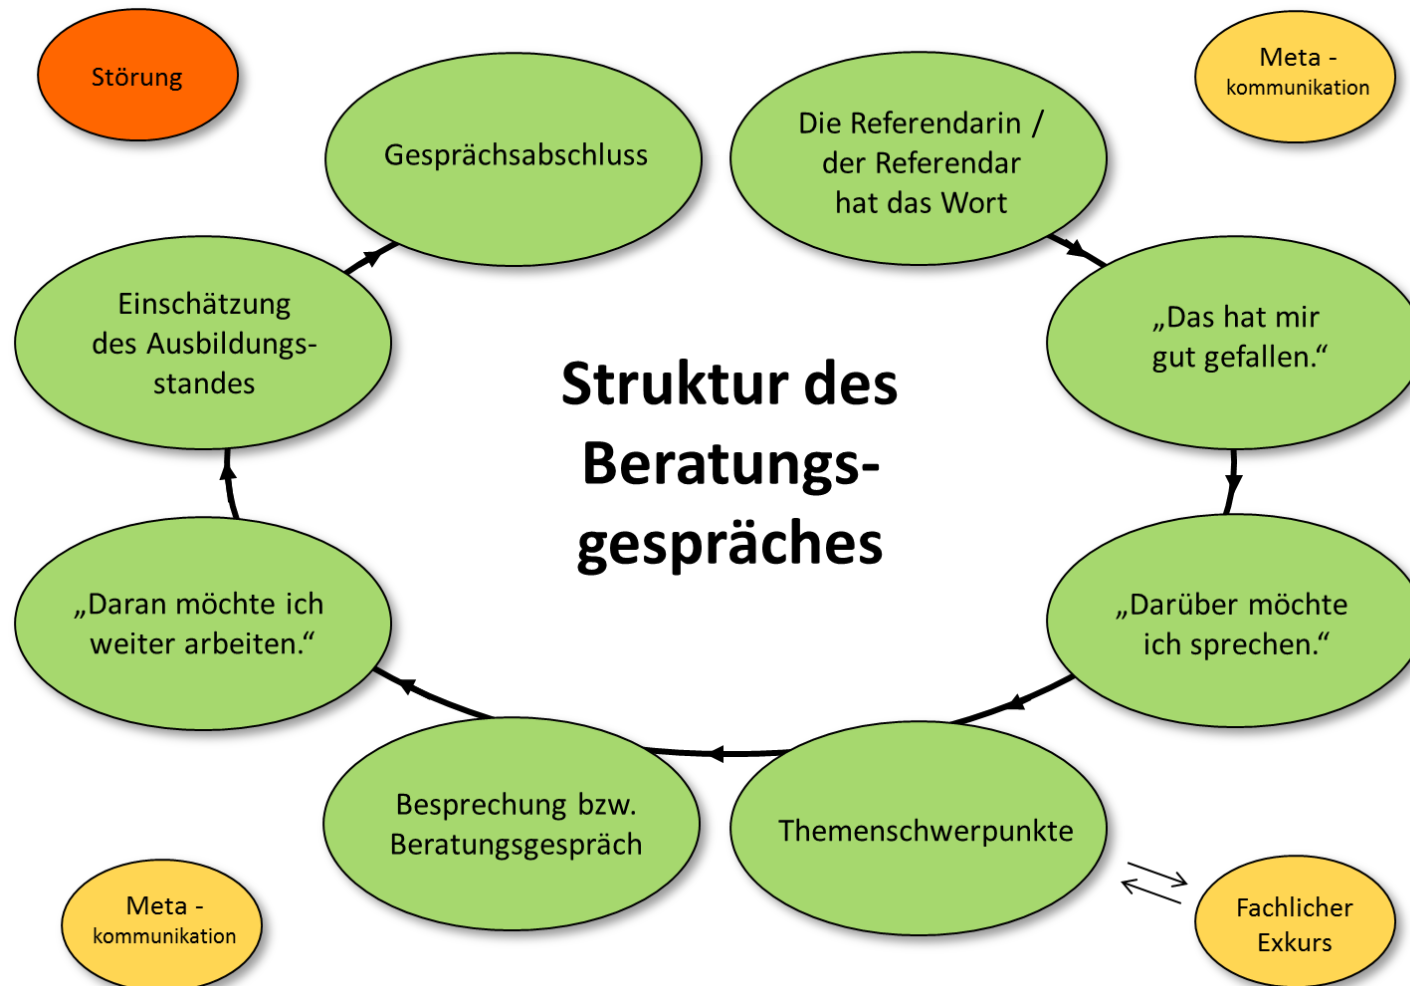 Störung
Meta -
kommunikation
Gesprächsabschluss
Die Referendarin /
der Referendar
hat das Wort
Einschätzung
des Ausbildungs-
standes
„Das hat mir
gut gefallen.“
Struktur des
Beratungs-
gespräches
„Daran möchte ich
weiter arbeiten.“
„Darüber möchte
ich sprechen.“
Besprechung bzw.
Beratungsgespräch
Themenschwerpunkte
Meta -
kommunikation
Fachlicher
Exkurs